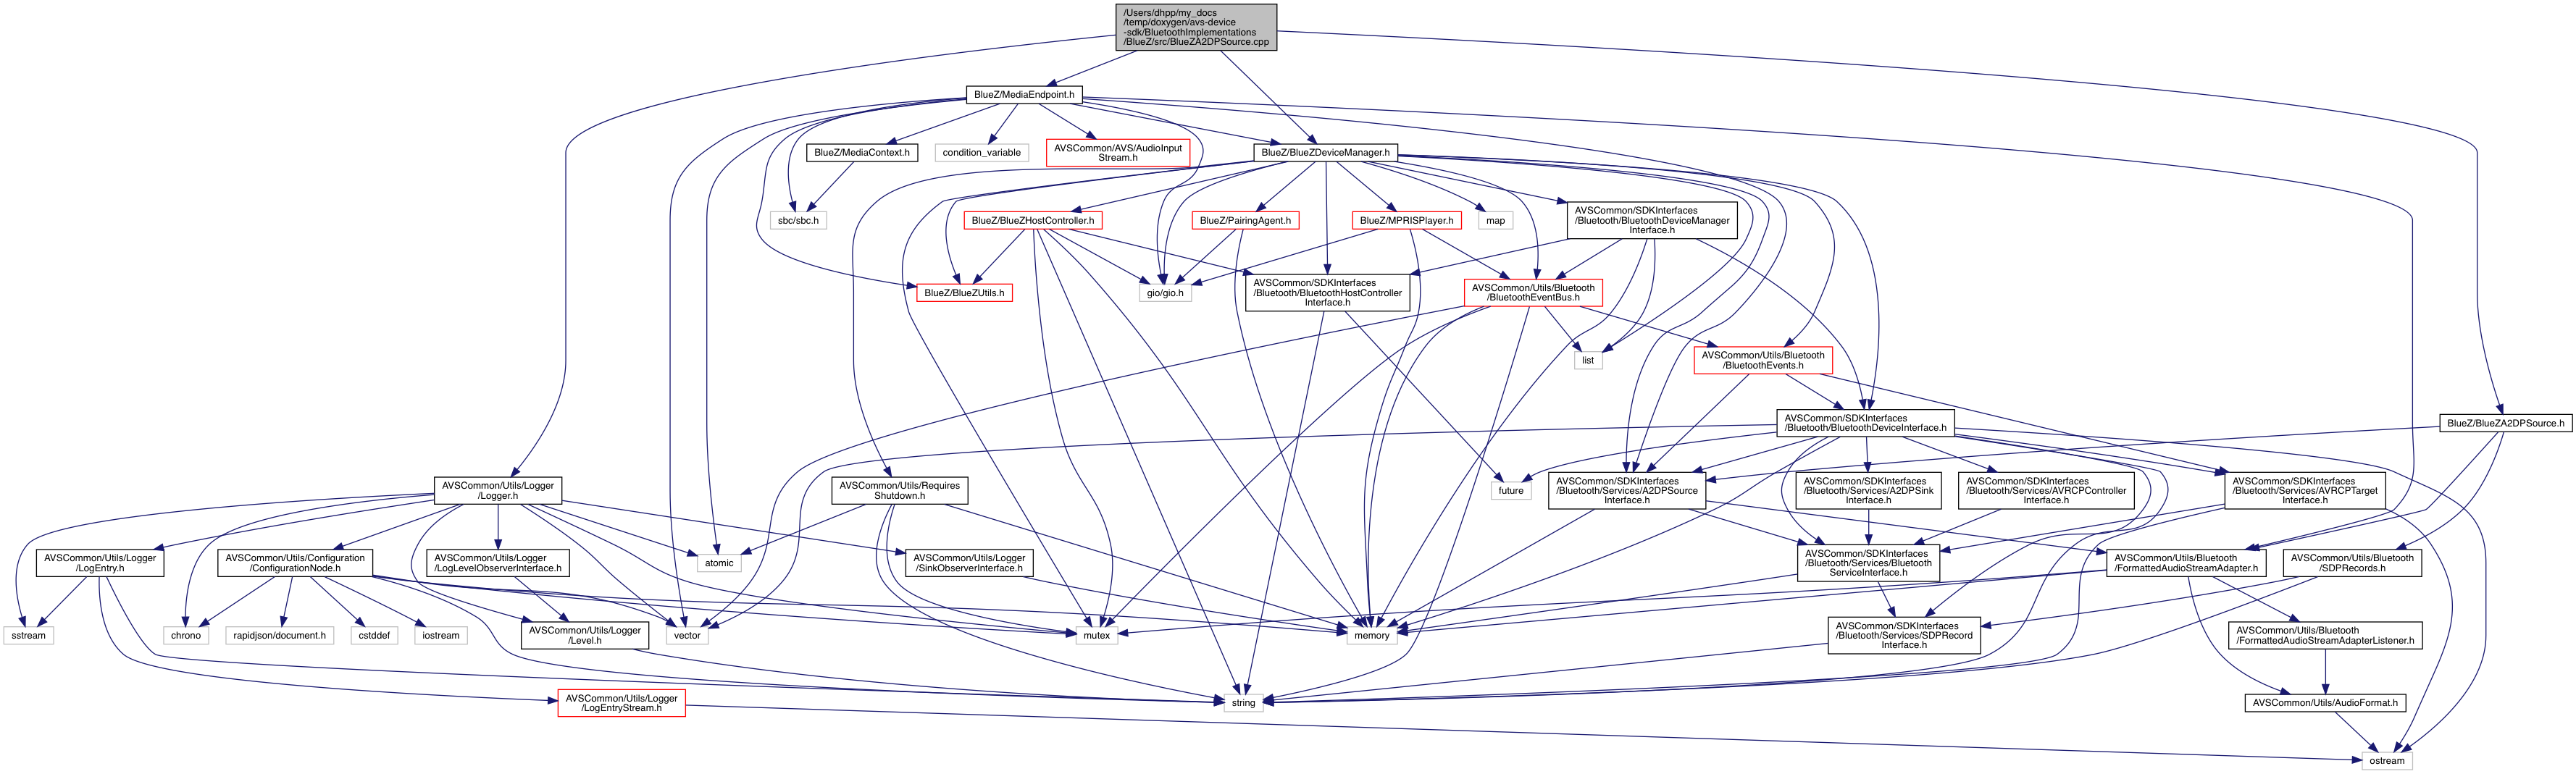 /Users/dhpp/my_docs
/temp/doxygen/avs-device
-sdk/BluetoothImplementations
/BlueZ/src/BlueZA2DPSource.cpp
BlueZ/MediaEndpoint.h
BlueZ/MediaContext.h
condition_variable
AVSCommon/AVS/AudioInput
Stream.h
BlueZ/BlueZDeviceManager.h
sbc/sbc.h
BlueZ/BlueZHostController.h
BlueZ/PairingAgent.h
BlueZ/MPRISPlayer.h
map
AVSCommon/SDKInterfaces
/Bluetooth/BluetoothDeviceManager
Interface.h
BlueZ/BlueZUtils.h
gio/gio.h
AVSCommon/SDKInterfaces
/Bluetooth/BluetoothHostController
Interface.h
AVSCommon/Utils/Bluetooth
/BluetoothEventBus.h
list
AVSCommon/Utils/Bluetooth
/BluetoothEvents.h
AVSCommon/SDKInterfaces
/Bluetooth/BluetoothDeviceInterface.h
BlueZ/BlueZA2DPSource.h
AVSCommon/Utils/Logger
/Logger.h
AVSCommon/Utils/Requires
Shutdown.h
future
AVSCommon/SDKInterfaces
/Bluetooth/Services/A2DPSource
Interface.h
AVSCommon/SDKInterfaces
/Bluetooth/Services/A2DPSink
Interface.h
AVSCommon/SDKInterfaces
/Bluetooth/Services/AVRCPController
Interface.h
AVSCommon/SDKInterfaces
/Bluetooth/Services/AVRCPTarget
Interface.h
AVSCommon/Utils/Logger
/LogEntry.h
AVSCommon/Utils/Configuration
/ConfigurationNode.h
AVSCommon/Utils/Logger
/LogLevelObserverInterface.h
atomic
AVSCommon/Utils/Logger
/SinkObserverInterface.h
AVSCommon/SDKInterfaces
/Bluetooth/Services/Bluetooth
ServiceInterface.h
AVSCommon/Utils/Bluetooth
/FormattedAudioStreamAdapter.h
AVSCommon/Utils/Bluetooth
/SDPRecords.h
sstream
chrono
rapidjson/document.h
cstddef
iostream
AVSCommon/Utils/Logger
/Level.h
vector
mutex
memory
AVSCommon/SDKInterfaces
/Bluetooth/Services/SDPRecord
Interface.h
AVSCommon/Utils/Bluetooth
/FormattedAudioStreamAdapterListener.h
AVSCommon/Utils/Logger
/LogEntryStream.h
string
AVSCommon/Utils/AudioFormat.h
ostream